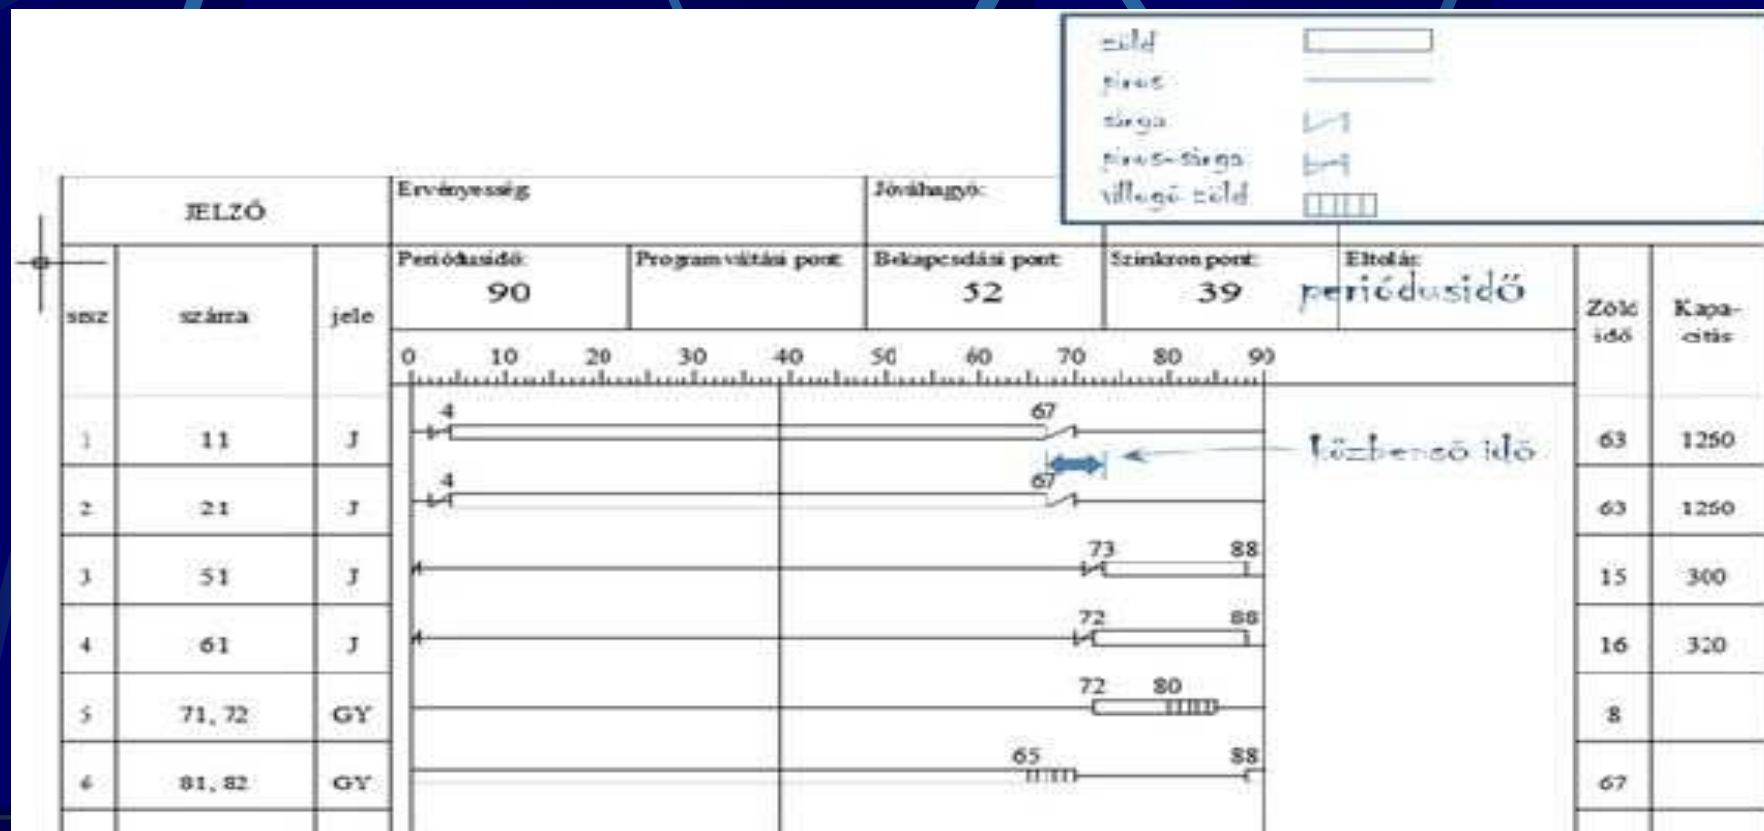 zöld
piros
sárga
piros-sárga
villogó zöld
JELZŐ
Érvényesség:
Jóváhagyó:
sisz
száma
jele
Periódusidő:
90
Program váltási pont:
Bekapcsolási pont:
52
Szinkron pont:
39
Eltolás:
periódusidő
Zöld idő
Kapa-
citás
0 10 20 30 40 50 60 70 80 90
1 11 J 4 67 63 1250
közbenső idő
2 21 J 4 67 63 1250
3 51 J 73 88 15 300
4 61 J 72 88 16 320
5 71, 72 GY 72 80 8
6 81, 82 GY 65 88 67